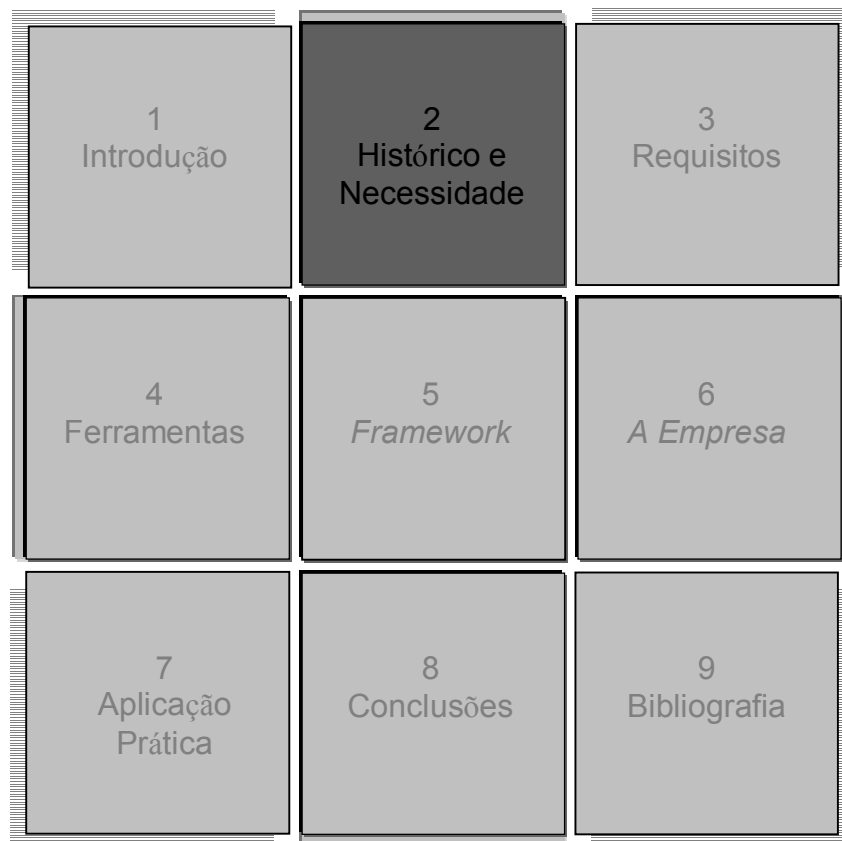 1
Introdução
2
Histórico e
Necessidade
3
Requisitos
4
Ferramentas
5
Framework
6
A Empresa
7
Aplicação
Prática
8
Conclusões
9
Bibliografia